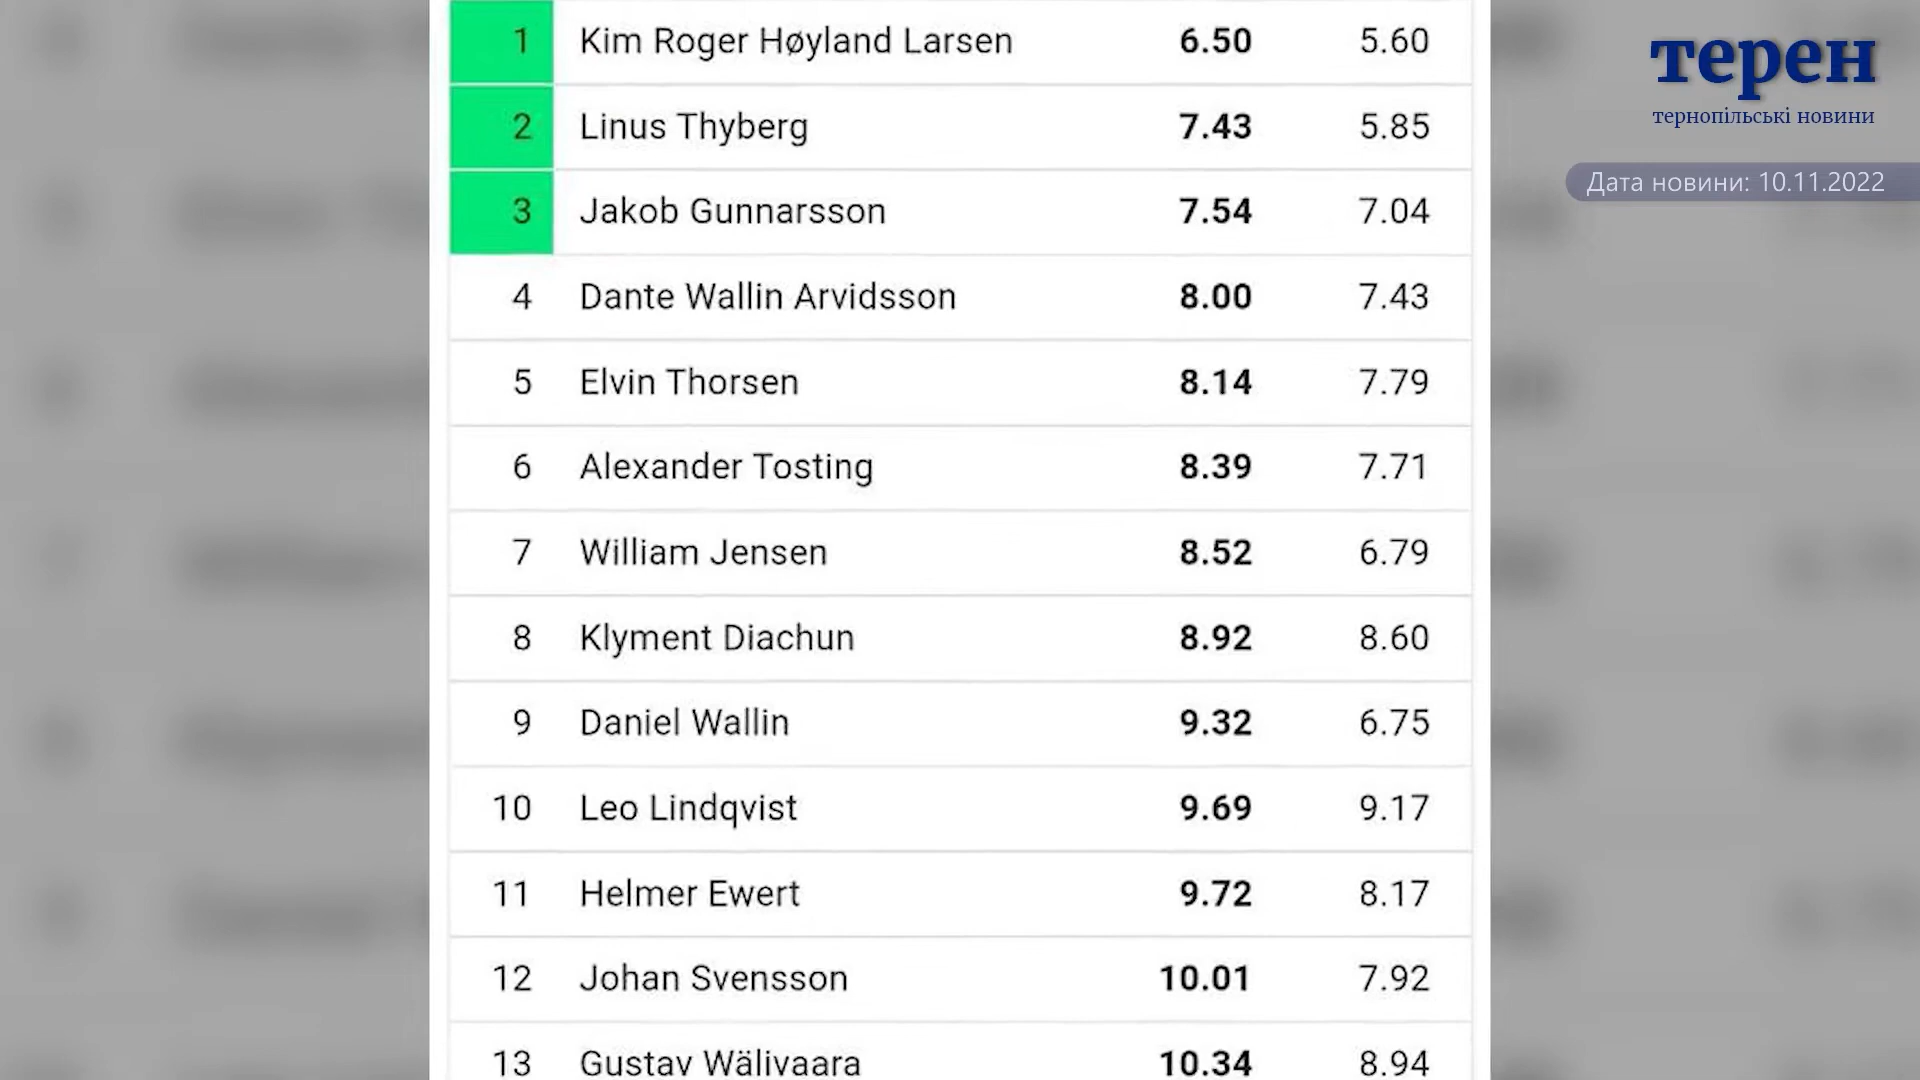 1 Kim Roger Høyland Larsen 6.50 5.60
2 Linus Thyberg 7.43 5.85
3 Jakob Gunnarsson 7.54 7.04
4 Dante Wallin Arvidsson 8.00 7.43
5 Elvin Thorsen 8.14 7.79
6 Alexander Tosting 8.39 7.71
7 William Jensen 8.52 6.79
8 Klyment Diachun 8.92 8.60
9 Daniel Wallin 9.32 6.75
10 Leo Lindqvist 9.69 9.17
11 Helmer Ewert 9.72 8.17
12 Johan Svensson 10.01 7.92
13 Gustav Wälivaara 10.34 8.94
терен
тернопільські новини
Дата новини: 10.11.2022